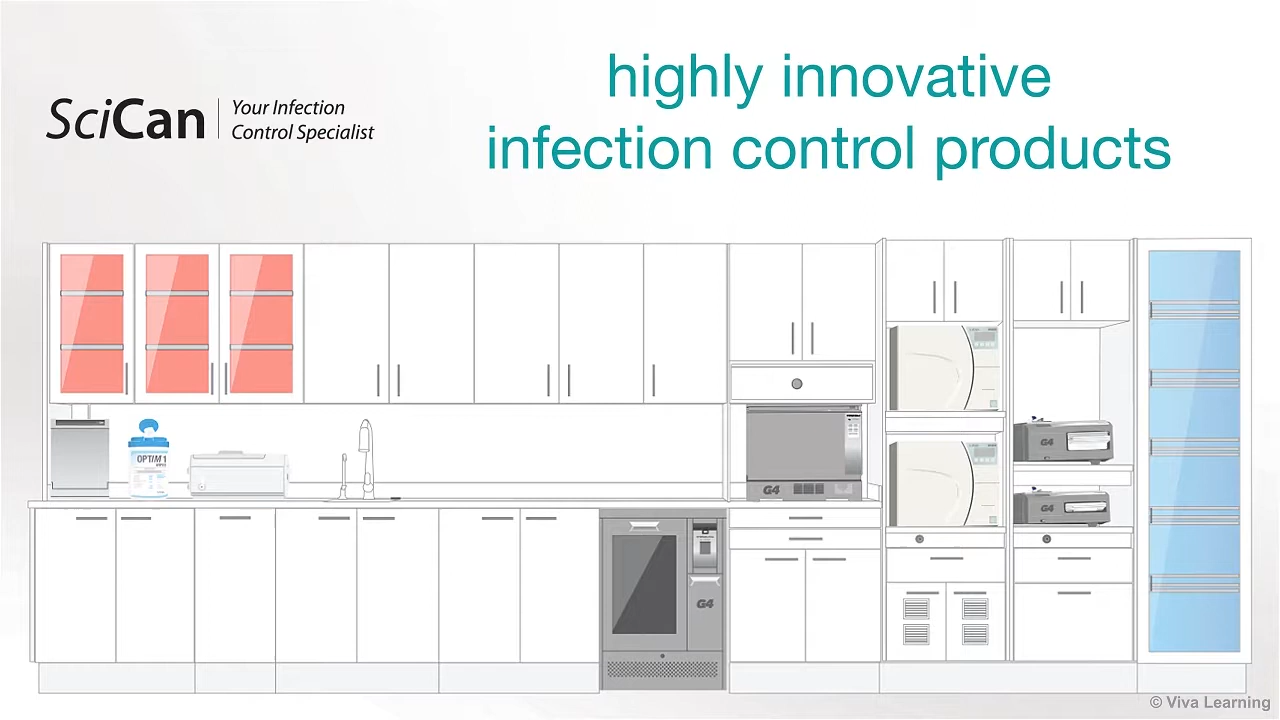 SciCan
Your Infection
Control Specialist
highly innovative
infection control products
OPTIM 1
G4
G4
G4
G4
© Viva Learning